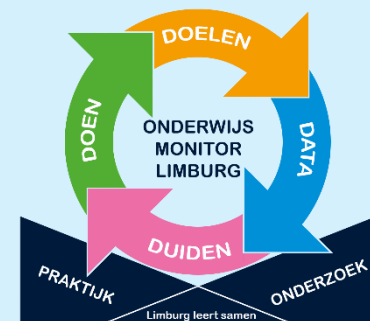 DOELEN
DATA
DUIDEN
DOEN
ONDERWIJS
MONITOR
LIMBURG
PRAKTIJK
ONDERZOEK
Limburg leert samen